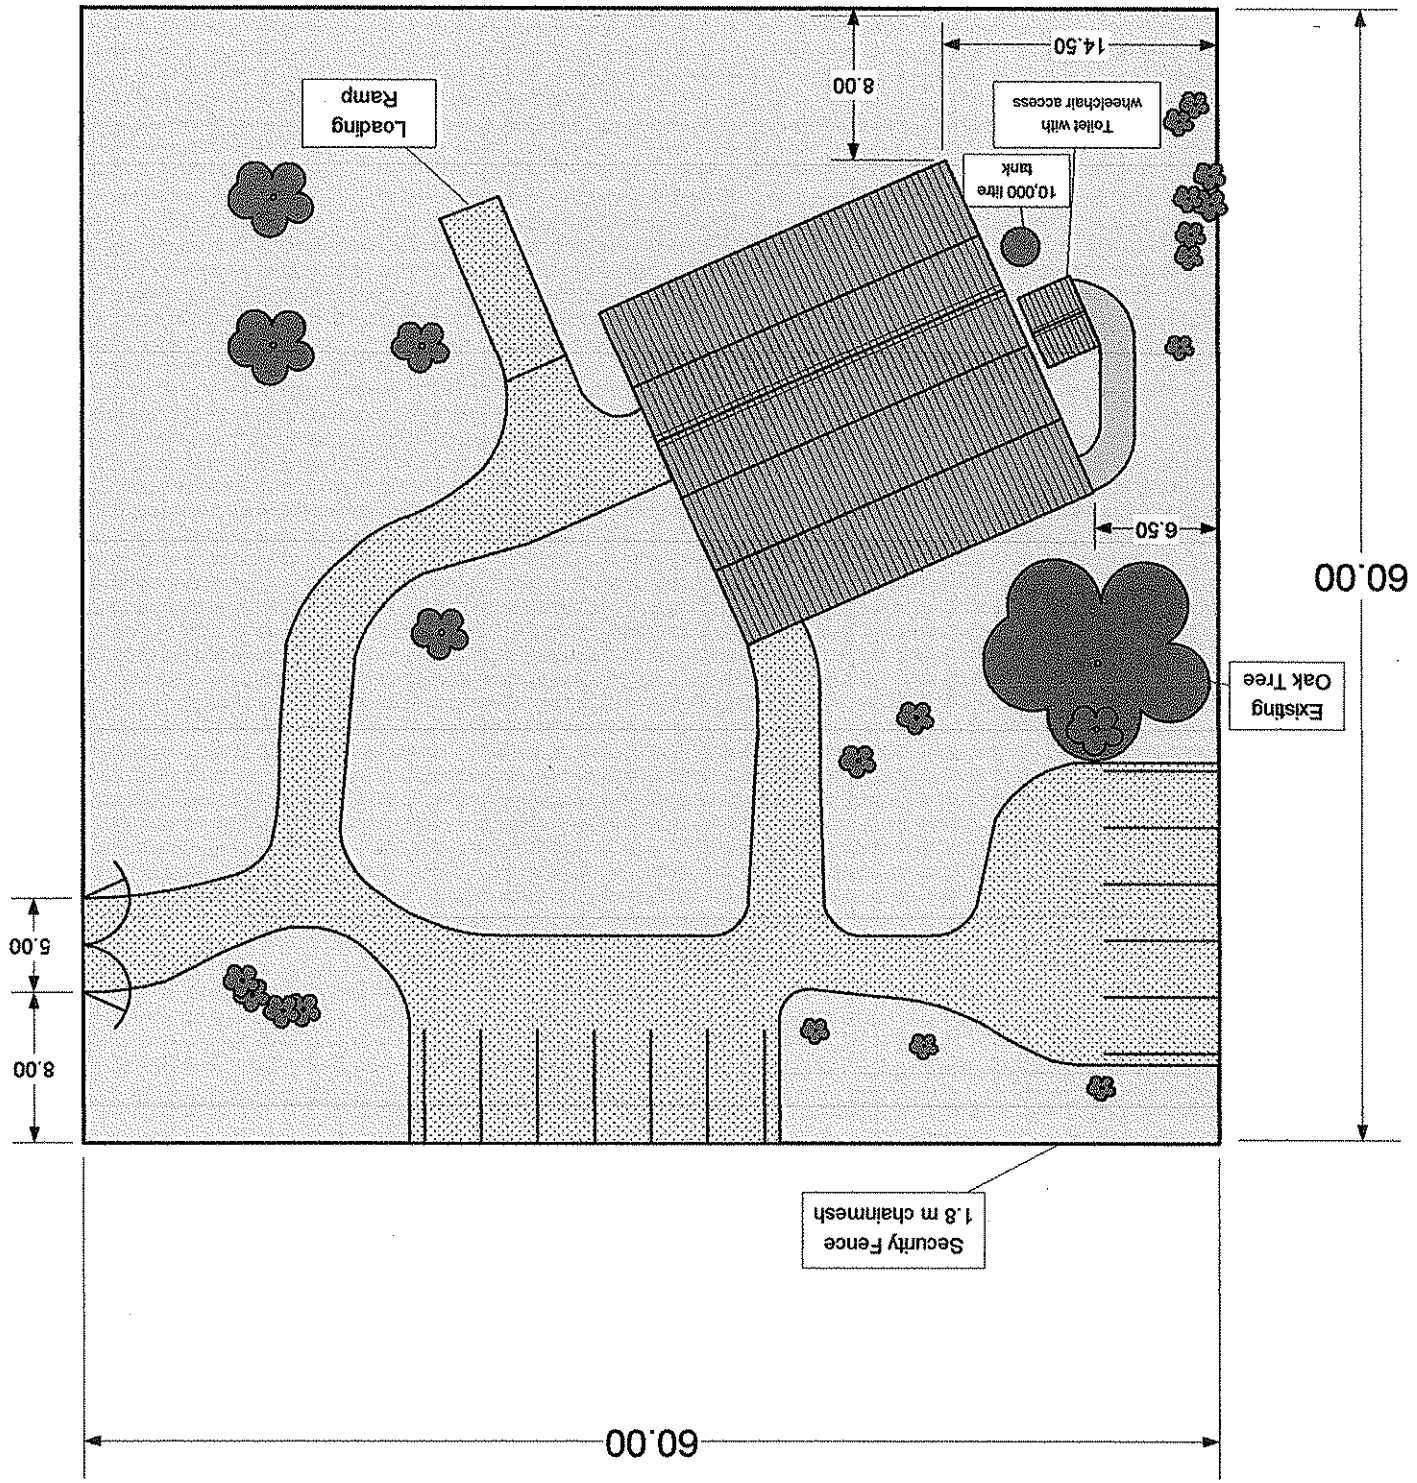 60.00
Security Fence
1.8 m chainmesh
8.00
5.00
Existing
Oak Tree
60.00
6.50
Loading
Ramp
10,000 litre
tank
Toilet with
wheelchair access
8.00
14.50